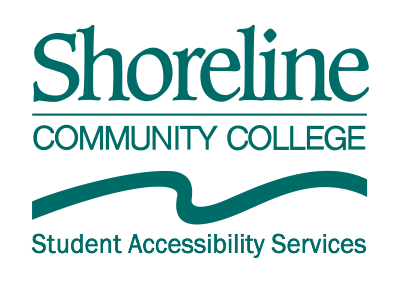 Shoreline
COMMUNITY COLLEGE
Student Accessibility Services